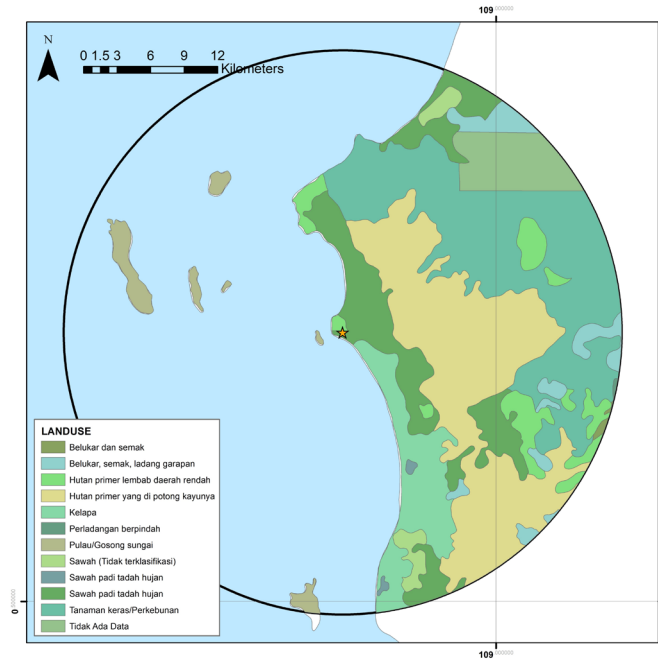 109°000000
N
0 1.5 3 6 9 12
Kilometers
LANDUSE
Belukar dan semak
Belukar, semak, ladang garapan
Hutan primer lembab daerah rendah
Hutan primer yang di potong kayunya
Kelapa
Perladangan berpindah
Pulau/Gosong sungai
Sawah (Tidak terklasifikasi)
Sawah padi tadah hujan
Sawah padi tadah hujan
Tanaman keras/Perkebunan
Tidak Ada Data
0
109°000000